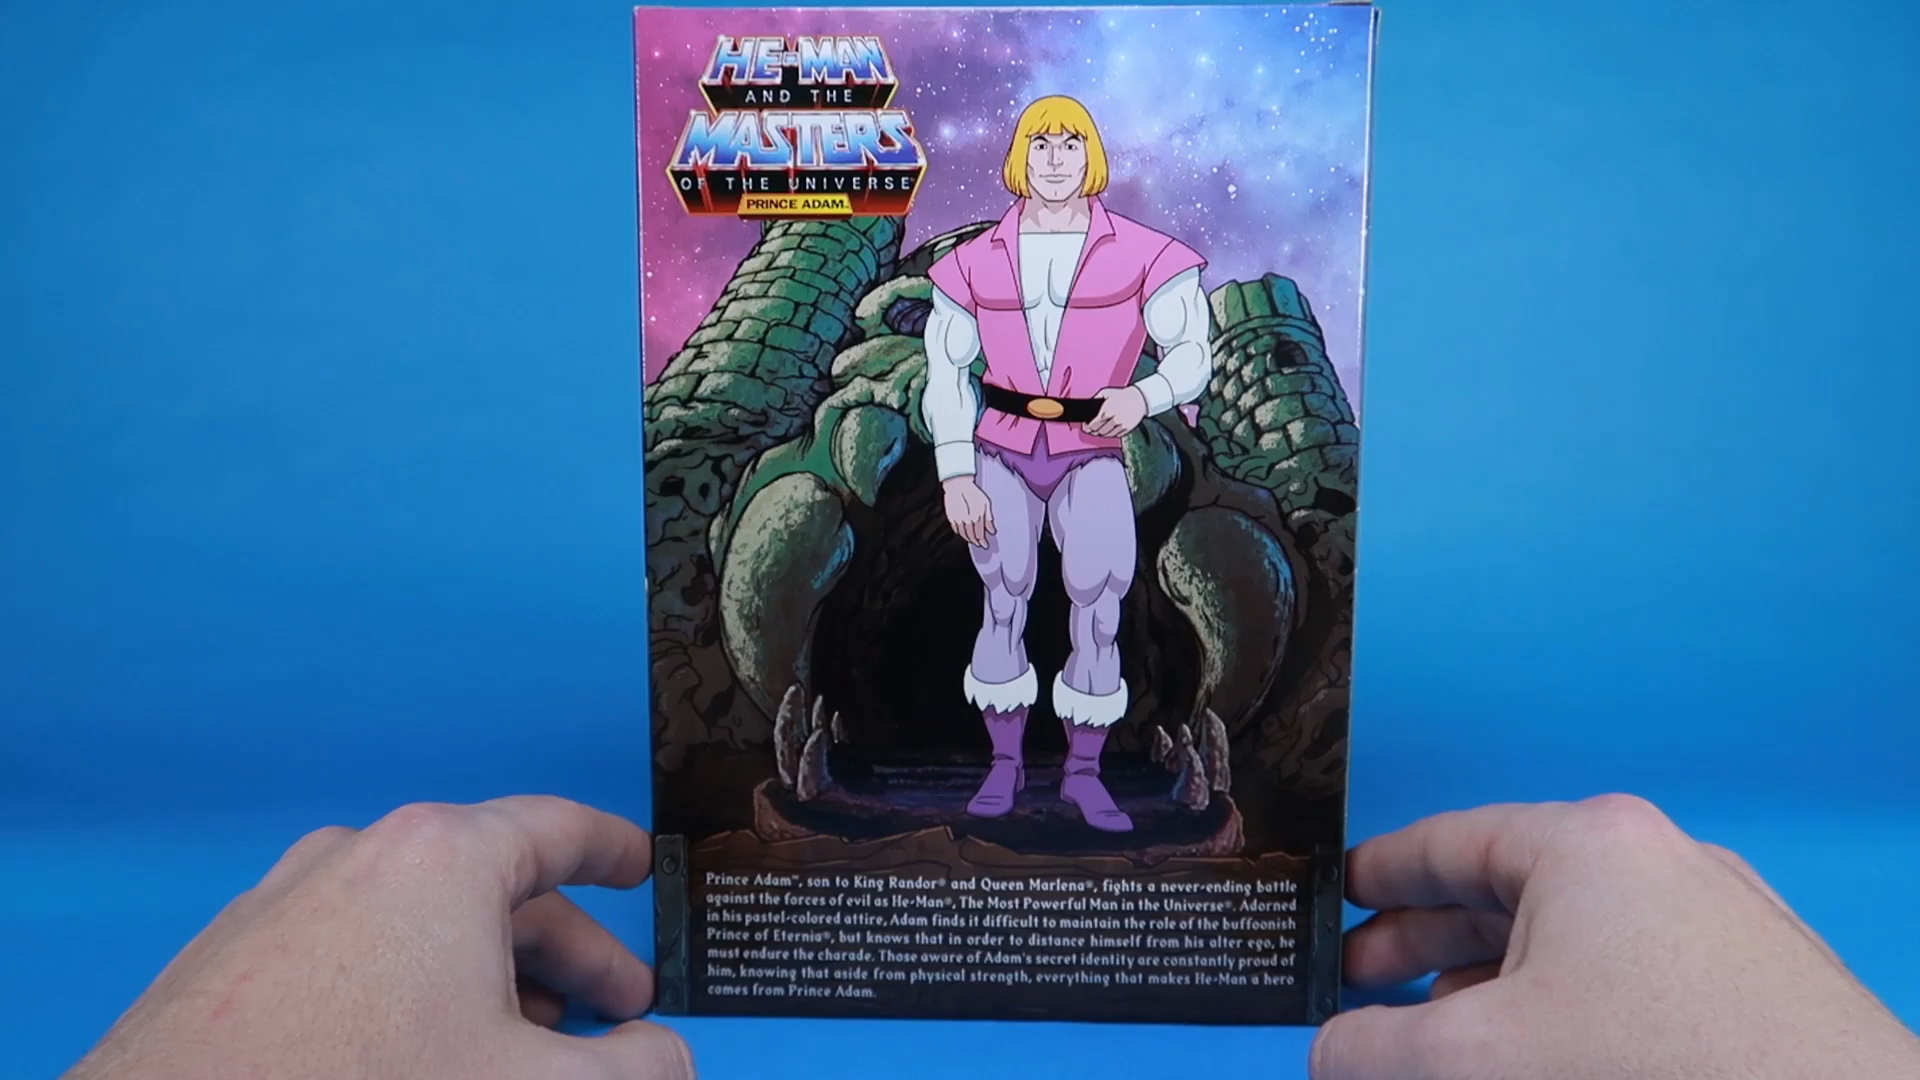 HE-MAN
AND THE
MASTERS
OF THE UNIVERSE™
PRINCE ADAM™
Prince Adam™, son to King Randor® and Queen Marlena®, fights a never-ending battle
against the forces of evil as He-Man®, The Most Powerful Man in the Universe®. Adorned
in his pastel-colored attire, Adam finds it difficult to maintain the role of the buffoonish
Prince of Eternia®, but knows that in order to distance himself from his alter ego, he
must endure the charade. Those aware of Adam's secret identity are constantly proud of
him, knowing that aside from physical strength, everything that makes He-Man a hero
comes from Prince Adam.